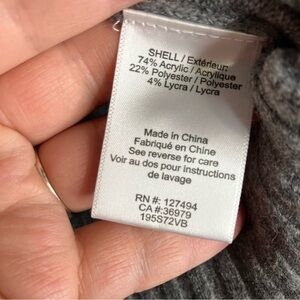 SHELL / Extérieur:
74% Acrylic / Acrylique
22% Polyester / Polyester
4% Lycra / Lycra
Made in China
Fabriqué en Chine
See reverse for care
Voir au dos pour instructions
de lavage
RN #: 127494
CA #:36979
195S72VB